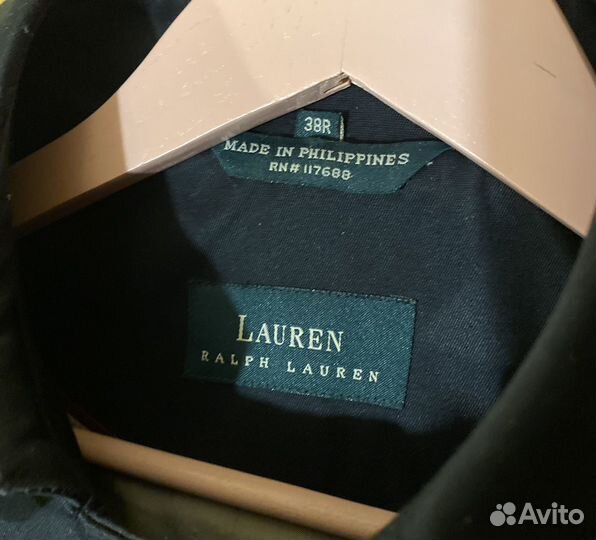 38R
MADE IN PHILIPPINES
RN# 117688
LAUREN
RALPH LAUREN
Avito